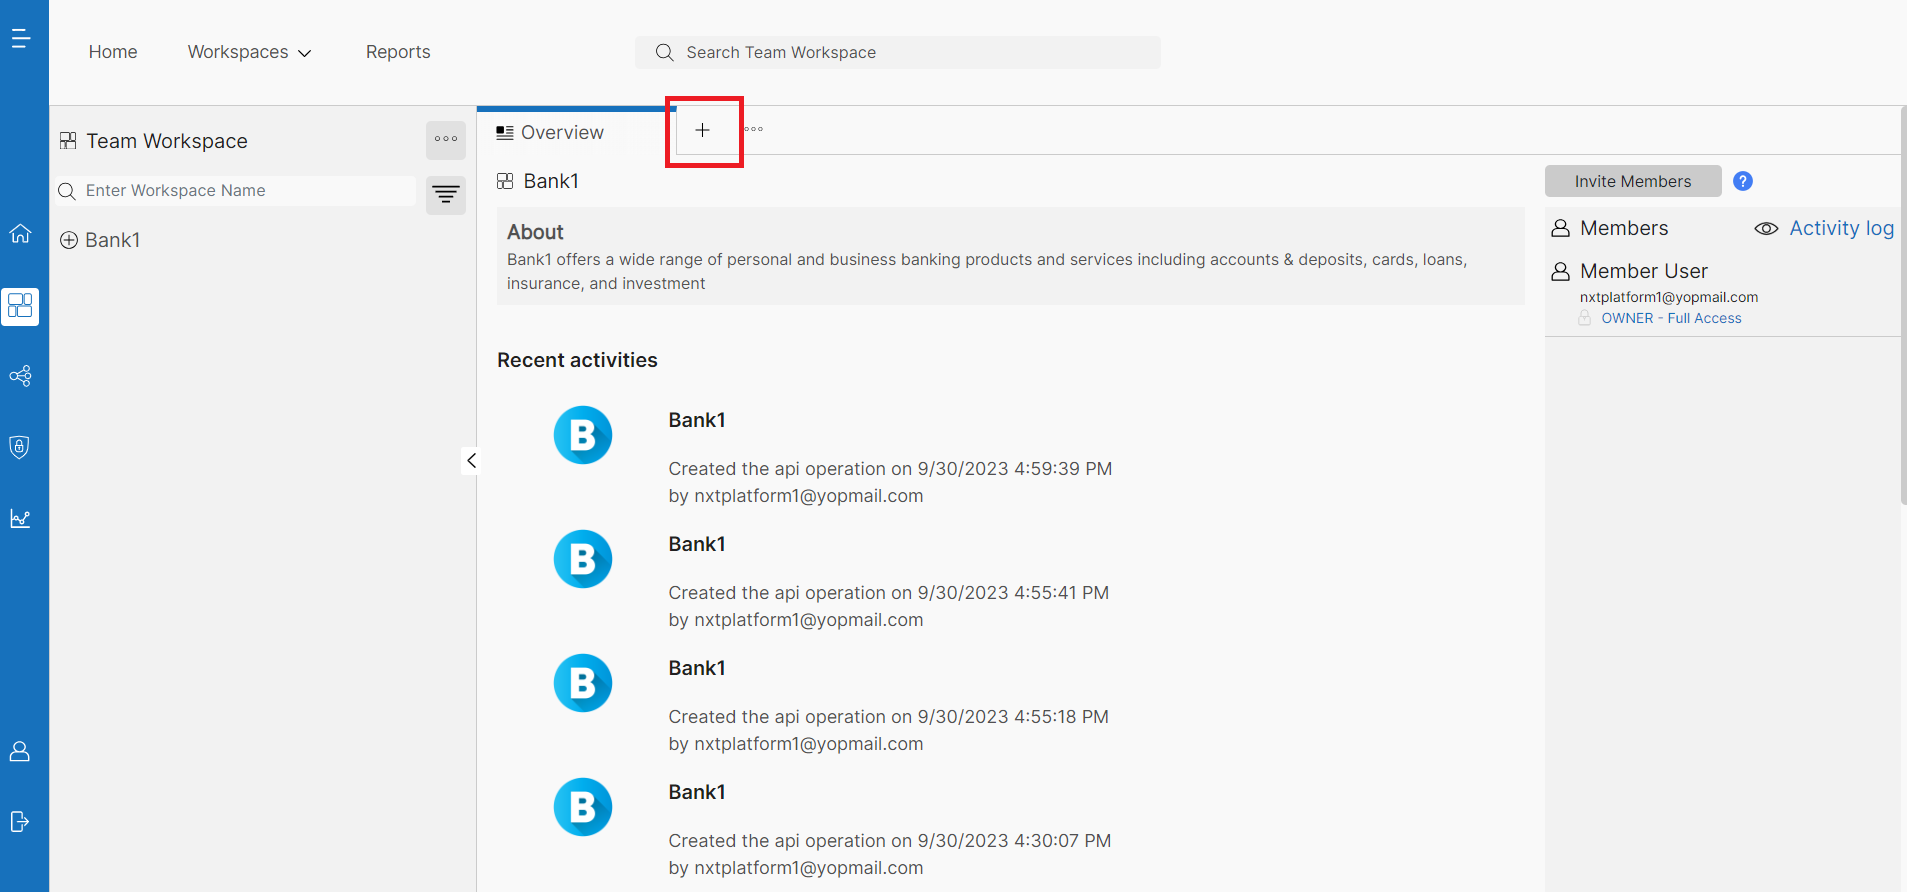 Home
Workspaces
Reports
Search Team Workspace
Team Workspace
Enter Workspace Name
Bank1
Overview
Bank1
About
Bank1 offers a wide range of personal and business banking products and services including accounts & deposits, cards, loans,
insurance, and investment
Recent activities
B
Bank1
Created the api operation on 9/30/2023 4:59:39 PM
by nxtplatform1@yopmail.com
B
Bank1
Created the api operation on 9/30/2023 4:55:41 PM
by nxtplatform1@yopmail.com
B
Bank1
Created the api operation on 9/30/2023 4:55:18 PM
by nxtplatform1@yopmail.com
B
Bank1
Created the api operation on 9/30/2023 4:30:07 PM
by nxtplatform1@yopmail.com
Invite Members
?
Members
Activity log
Member User
nxtplatform1@yopmail.com
OWNER - Full Access